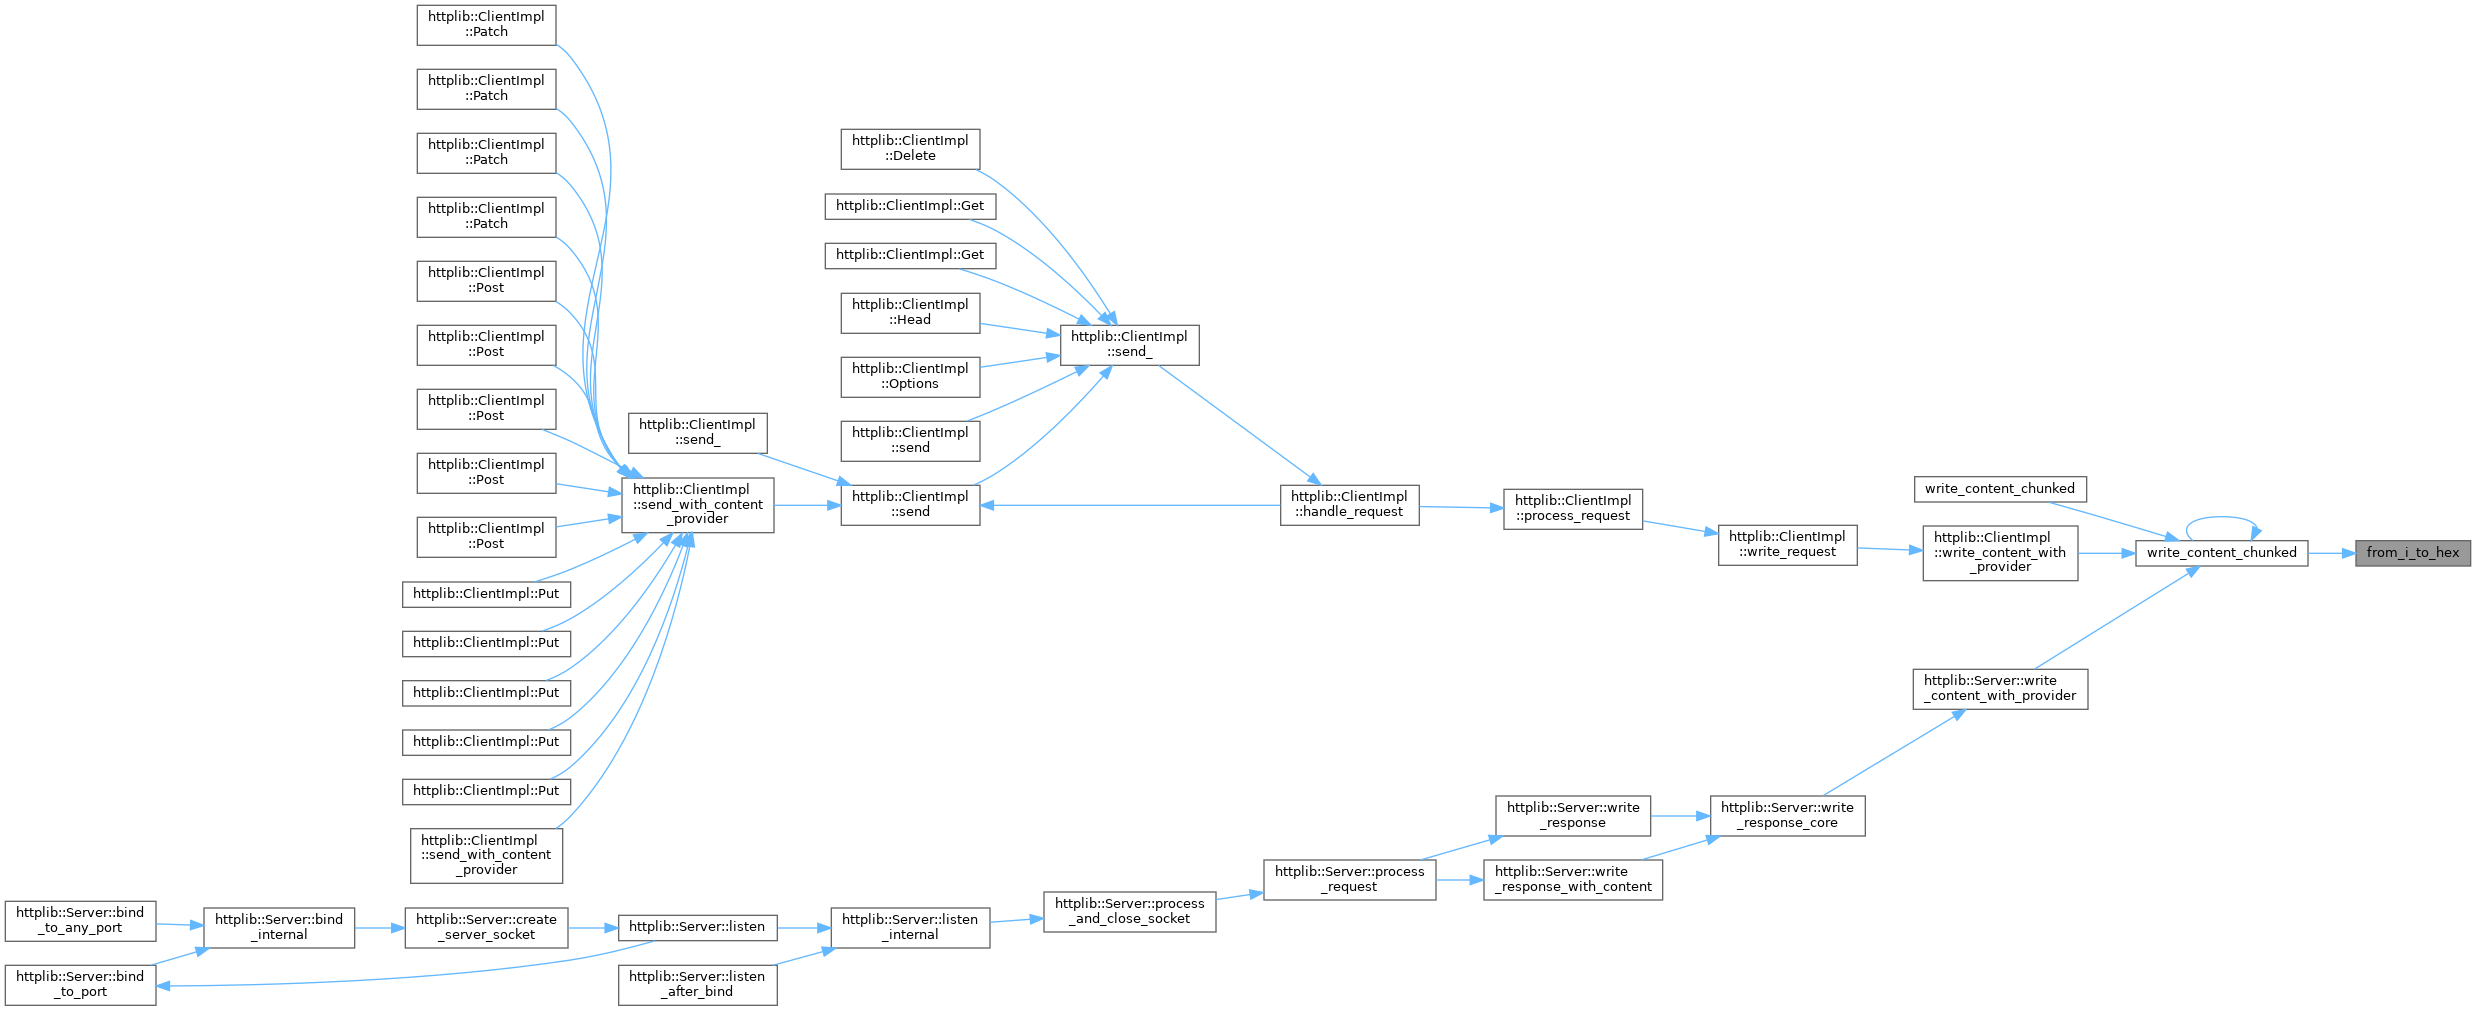 httplib::ClientImpl
::Patch
httplib::ClientImpl
::Patch
httplib::ClientImpl
::Patch
httplib::ClientImpl
::Patch
httplib::ClientImpl
::Post
httplib::ClientImpl
::Post
httplib::ClientImpl
::Post
httplib::ClientImpl
::Post
httplib::ClientImpl
::Post
httplib::ClientImpl::Put
httplib::ClientImpl::Put
httplib::ClientImpl::Put
httplib::ClientImpl::Put
httplib::ClientImpl::Put
httplib::ClientImpl
::send_with_content
_provider
httplib::ClientImpl
::send_
httplib::ClientImpl
::send_with_content
_provider
httplib::ClientImpl
::Delete
httplib::ClientImpl::Get
httplib::ClientImpl::Get
httplib::ClientImpl
::Head
httplib::ClientImpl
::Options
httplib::ClientImpl
::send
httplib::ClientImpl
::send
httplib::ClientImpl
::send_
httplib::ClientImpl
::handle_request
httplib::ClientImpl
::process_request
httplib::ClientImpl
::write_request
write_content_chunked
httplib::ClientImpl
::write_content_with
_provider
write_content_chunked
from_i_to_hex
httplib::Server::write
_content_with_provider
httplib::Server::write
_response_core
httplib::Server::write
_response
httplib::Server::write
_response_with_content
httplib::Server::process
_request
httplib::Server::process
_and_close_socket
httplib::Server::listen
_internal
httplib::Server::listen
httplib::Server::listen
_after_bind
httplib::Server::create
_server_socket
httplib::Server::bind
_internal
httplib::Server::bind
_to_any_port
httplib::Server::bind
_to_port